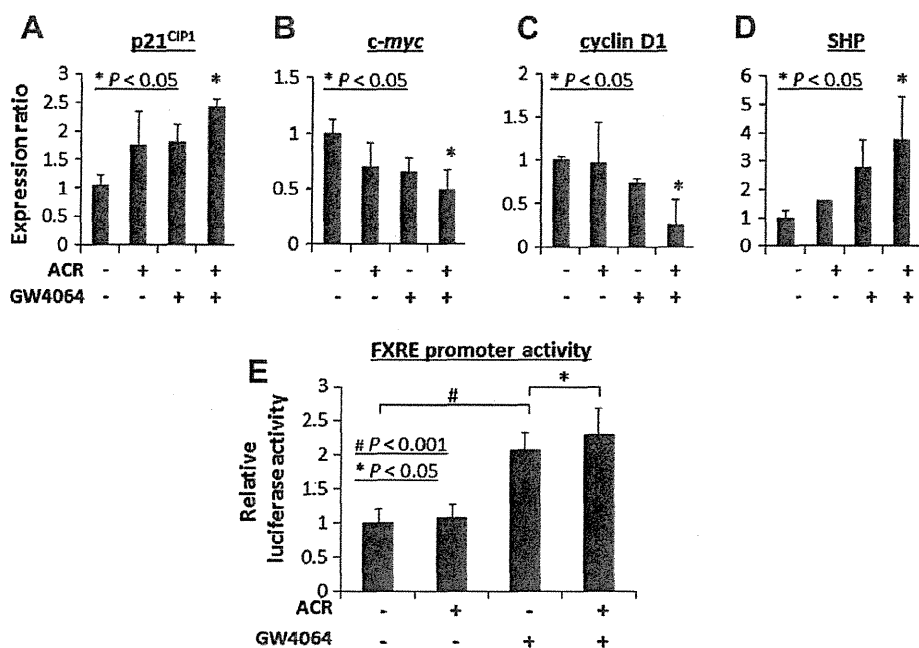 A
p21CIP1
Expression ratio
3
2.5
2
1.5
1
0.5
0
* P < 0.05
*
ACR - + - +
GW4064 - - + +
B
c-myc
1.5
1
0.5
0
* P < 0.05
*
- + - +
- - + +
C
cyclin D1
2
1.5
1
0.5
0
* P < 0.05
*
- + - +
- - + +
D
SHP
6
5
4
3
2
1
0
* P < 0.05
*
- + - +
- - + +
E
FXRE promoter activity
Relative
luciferase activity
3
2.5
2
1.5
1
0.5
0
#
*
# P < 0.001
* P < 0.05
ACR - + - +
GW4064 - - + +